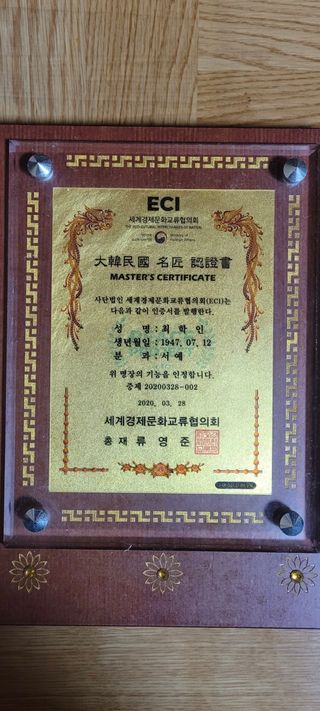 ECI
세계경제문화교류협의회
大韓民國 名匠 認證書
MASTER'S CERTIFICATE
사단법인 세계경제문화교류협의회(ECI)는
다음과 같이 인증서를 발행한다.
성 명 : 최 학 인
생년월일 : 1947. 07. 12
분 과 : 서 예
위 명장의 기능을 인정합니다.
증제 20200328-002
2020. 03. 28
세계경제문화교류협의회
총 재 류 영 준